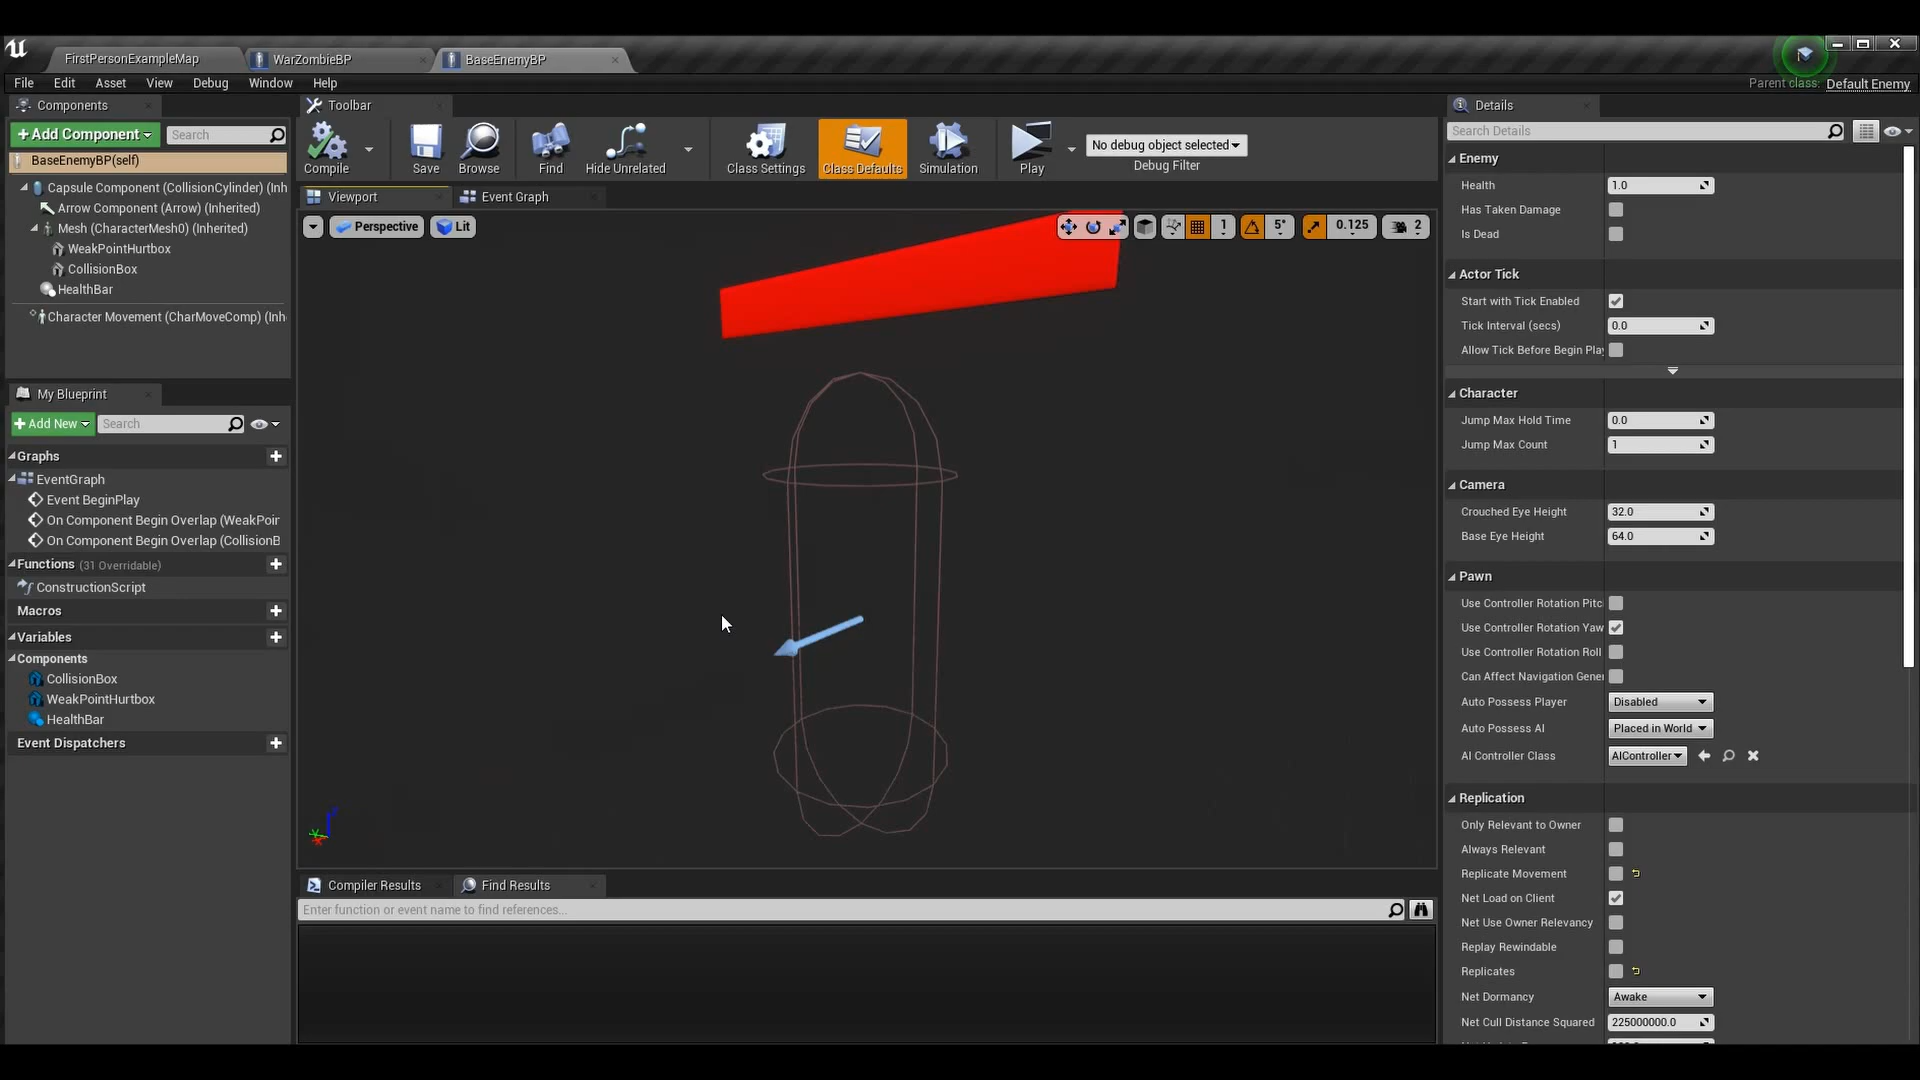 FirstPersonExampleMap
WarZombieBP
BaseEnemyBP
File
Edit
Asset
View
Debug
Window
Help
Parent class:
Default Enemy
Components
+ Add Component
Search
BaseEnemyBP(self)
Capsule Component (CollisionCylinder) (Inh
Arrow Component (Arrow) (Inherited)
Mesh (CharacterMesh0) (Inherited)
WeakPointHurtbox
CollisionBox
HealthBar
Character Movement (CharMoveComp) (Inh
My Blueprint
+ Add New
Search
Graphs
EventGraph
Event BeginPlay
On Component Begin Overlap (WeakPoin
On Component Begin Overlap (CollisionB
Functions (31 Overridable)
ConstructionScript
Macros
Variables
Components
CollisionBox
WeakPointHurtbox
HealthBar
Event Dispatchers
Toolbar
Compile
Save
Browse
Find
Hide Unrelated
Class Settings
Class Defaults
Simulation
Play
No debug object selected
Debug Filter
Viewport
Event Graph
Perspective
Lit
1
5°
0.125
2
Compiler Results
Find Results
Enter function or event name to find references...
Details
Search Details
Enemy
Health
1.0
Has Taken Damage
Is Dead
Actor Tick
Start with Tick Enabled
Tick Interval (secs)
0.0
Allow Tick Before Begin Play
Character
Jump Max Hold Time
0.0
Jump Max Count
1
Camera
Crouched Eye Height
32.0
Base Eye Height
64.0
Pawn
Use Controller Rotation Pitc
Use Controller Rotation Yaw
Use Controller Rotation Roll
Can Affect Navigation Gener
Auto Possess Player
Disabled
Auto Possess AI
Placed in World
AI Controller Class
AIController
Replication
Only Relevant to Owner
Always Relevant
Replicate Movement
Net Load on Client
Net Use Owner Relevancy
Replay Rewindable
Replicates
Net Dormancy
Awake
Net Cull Distance Squared
225000000.0